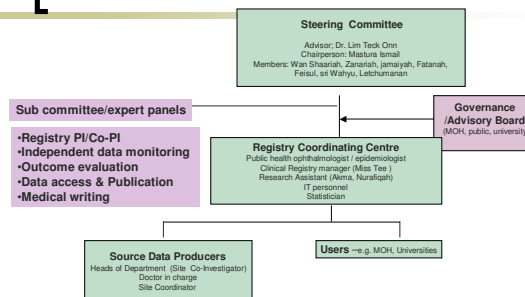 Steering Committee
Advisor; Dr. Lim Teck Onn
Chairperson: Mastura Ismail
Members: Wan Shaariah, Zanariah, jamaiyah, Fatanah,
Feisul, sri Wahyu, Letchumanan
Sub committee/expert panels
•Registry PI/Co-PI
•Independent data monitoring
•Outcome evaluation
•Data access & Publication
•Medical writing
Governance
/Advisory Board
(MOH, public, university
Registry Coordinating Centre
Public health ophthalmologist / epidemiologist
Clinical Registry manager (Miss Tee )
Research Assistant (Akma, Nurafiqah)
IT personnel
Statistician
Source Data Producers
Heads of Department (Site Co-Investigator)
Doctor in charge
Site Coordinator
Users –e.g. MOH, Universities